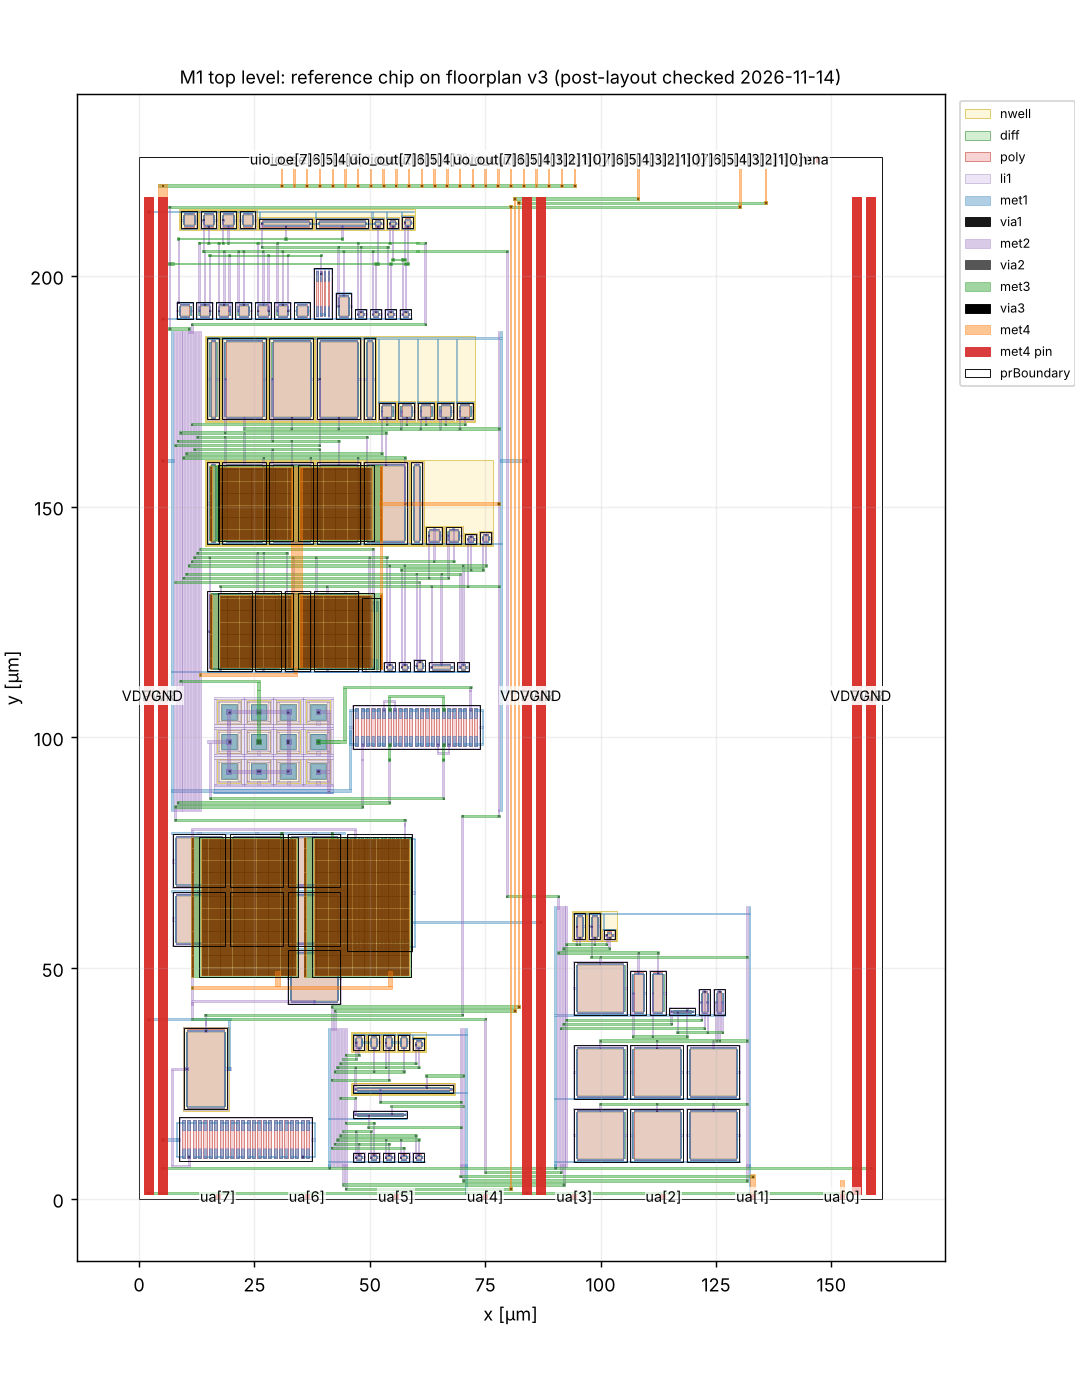 M1 top level: reference chip on floorplan v3 (post-layout checked 2026-11-14)
nwell
diff
poly
li1
met1
via1
met2
via2
met3
via3
met4
met4 pin
prBoundary
200
150
100
50
0
y [µm]
VGND
VGND
VGND
ua[7] ua[6] ua[5] ua[4] ua[3] ua[2] ua[1] ua[0]
0 25 50 75 100 125 150
x [µm]